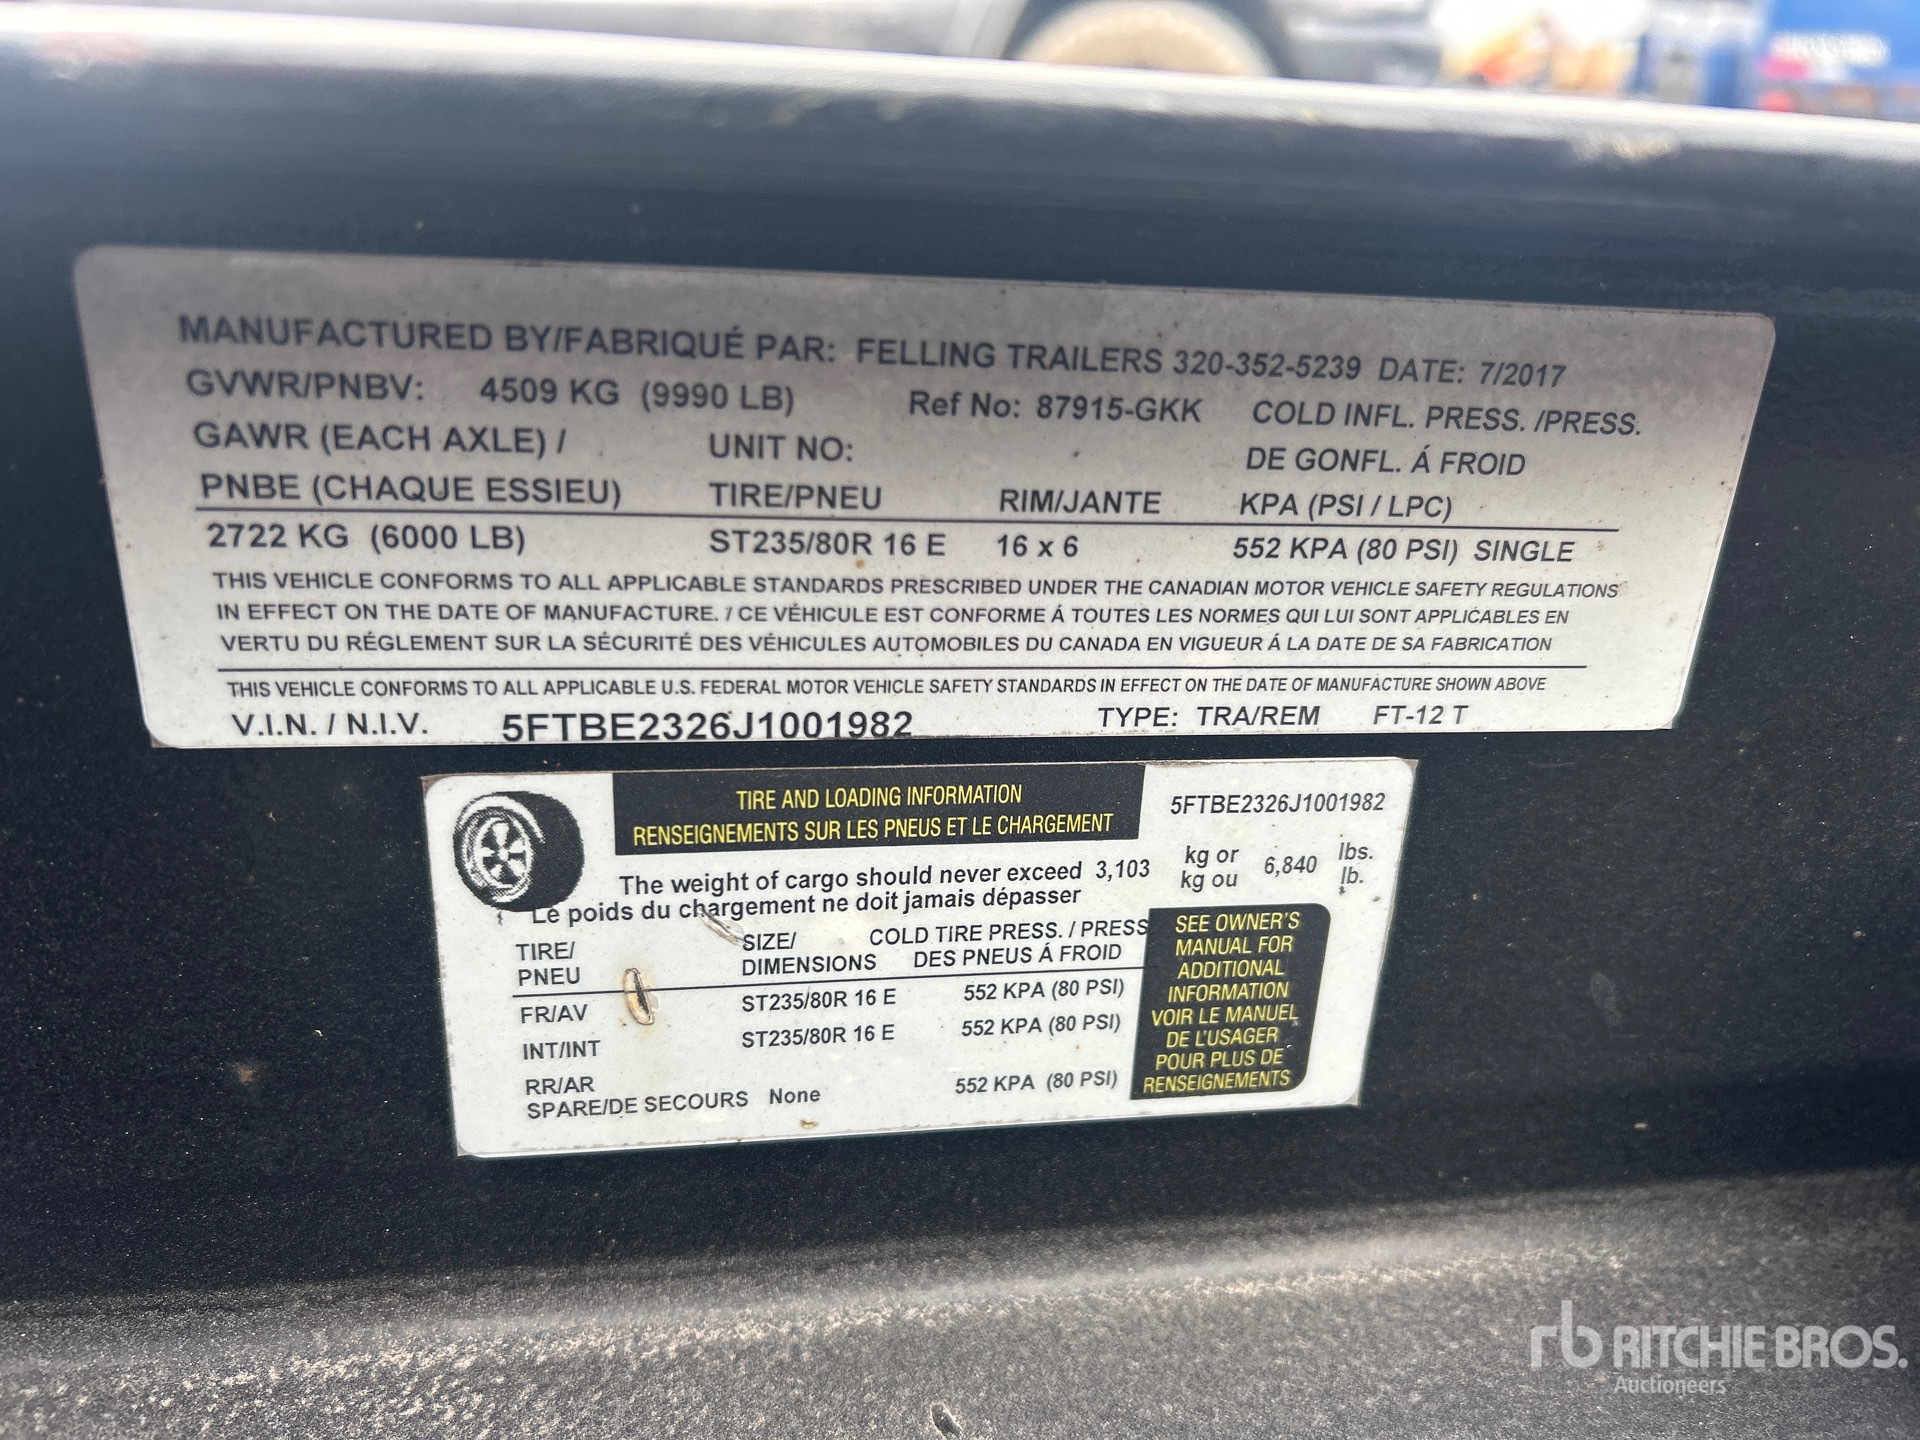 MANUFACTURED BY/FABRIQUÉ PAR: FELLING TRAILERS 320-352-5239 DATE: 7/2017
GVWR/PNBV: 4509 KG (9990 LB) Ref No: 87915-GKK COLD INFL. PRESS. /PRESS.
GAWR (EACH AXLE) / UNIT NO: DE GONFL. Á FROID
PNBE (CHAQUE ESSIEU) TIRE/PNEU RIM/JANTE KPA (PSI / LPC)
2722 KG (6000 LB) ST235/80R 16 E 16 x 6 552 KPA (80 PSI) SINGLE
THIS VEHICLE CONFORMS TO ALL APPLICABLE STANDARDS PRESCRIBED UNDER THE CANADIAN MOTOR VEHICLE SAFETY REGULATIONS
IN EFFECT ON THE DATE OF MANUFACTURE. / CE VÉHICULE EST CONFORME Á TOUTES LES NORMES QUI LUI SONT APPLICABLES EN
VERTU DU RÉGLEMENT SUR LA SÉCURITÉ DES VÉHICULES AUTOMOBILES DU CANADA EN VIGUEUR Á LA DATE DE SA FABRICATION
THIS VEHICLE CONFORMS TO ALL APPLICABLE U.S. FEDERAL MOTOR VEHICLE SAFETY STANDARDS IN EFFECT ON THE DATE OF MANUFACTURE SHOWN ABOVE
V.I.N. / N.I.V. 5FTBE2326J1001982 TYPE: TRA/REM FT-12 T
TIRE AND LOADING INFORMATION
RENSEIGNEMENTS SUR LES PNEUS ET LE CHARGEMENT
5FTBE2326J1001982
The weight of cargo should never exceed 3,103 kg or 6,840 lbs.
Le poids du chargement ne doit jamais dépasser kg ou lb.
TIRE/ SIZE/ COLD TIRE PRESS. / PRESS
PNEU DIMENSIONS DES PNEUS Á FROID
FR/AV ST235/80R 16 E 552 KPA (80 PSI)
INT/INT ST235/80R 16 E 552 KPA (80 PSI)
RR/AR
SPARE/DE SECOURS None 552 KPA (80 PSI)
SEE OWNER'S
MANUAL FOR
ADDITIONAL
INFORMATION
VOIR LE MANUEL
DE L'USAGER
POUR PLUS DE
RENSEIGNEMENTS
rb RITCHIE BROS.
Auctioneers